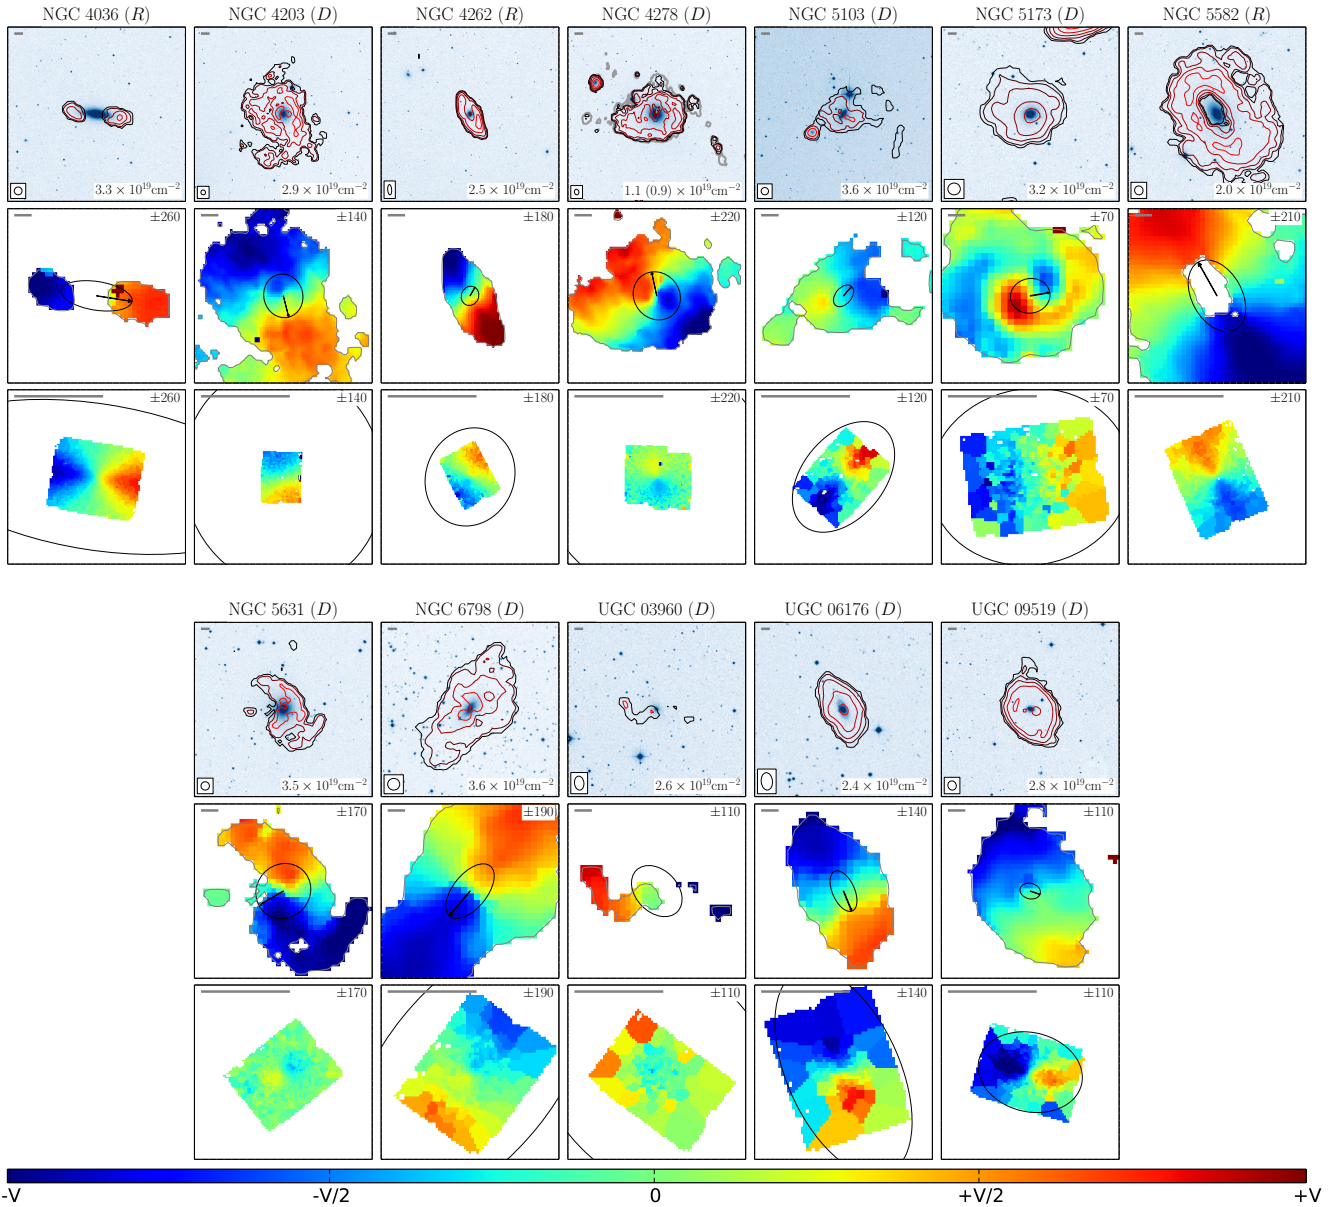 NGC 4036 (R) NGC 4203 (D) NGC 4262 (R) NGC 4278 (D) NGC 5103 (D) NGC 5173 (D) NGC 5582 (R)
3.3 × 10¹⁹cm⁻² 2.9 × 10¹⁹cm⁻² 2.5 × 10¹⁹cm⁻² 1.1 (0.9) × 10¹⁹cm⁻² 3.6 × 10¹⁹cm⁻² 3.2 × 10¹⁹cm⁻² 2.0 × 10¹⁹cm⁻²
±260 ±140 ±180 ±220 ±120 ±70 ±210
±260 ±140 ±180 ±220 ±120 ±70 ±210
NGC 5631 (D) NGC 6798 (D) UGC 03960 (D) UGC 06176 (D) UGC 09519 (D)
3.5 × 10¹⁹cm⁻² 3.6 × 10¹⁹cm⁻² 2.6 × 10¹⁹cm⁻² 2.4 × 10¹⁹cm⁻² 2.8 × 10¹⁹cm⁻²
±170 ±190 ±110 ±140 ±110
±170 ±190 ±110 ±140 ±110
-V -V/2 0 +V/2 +V